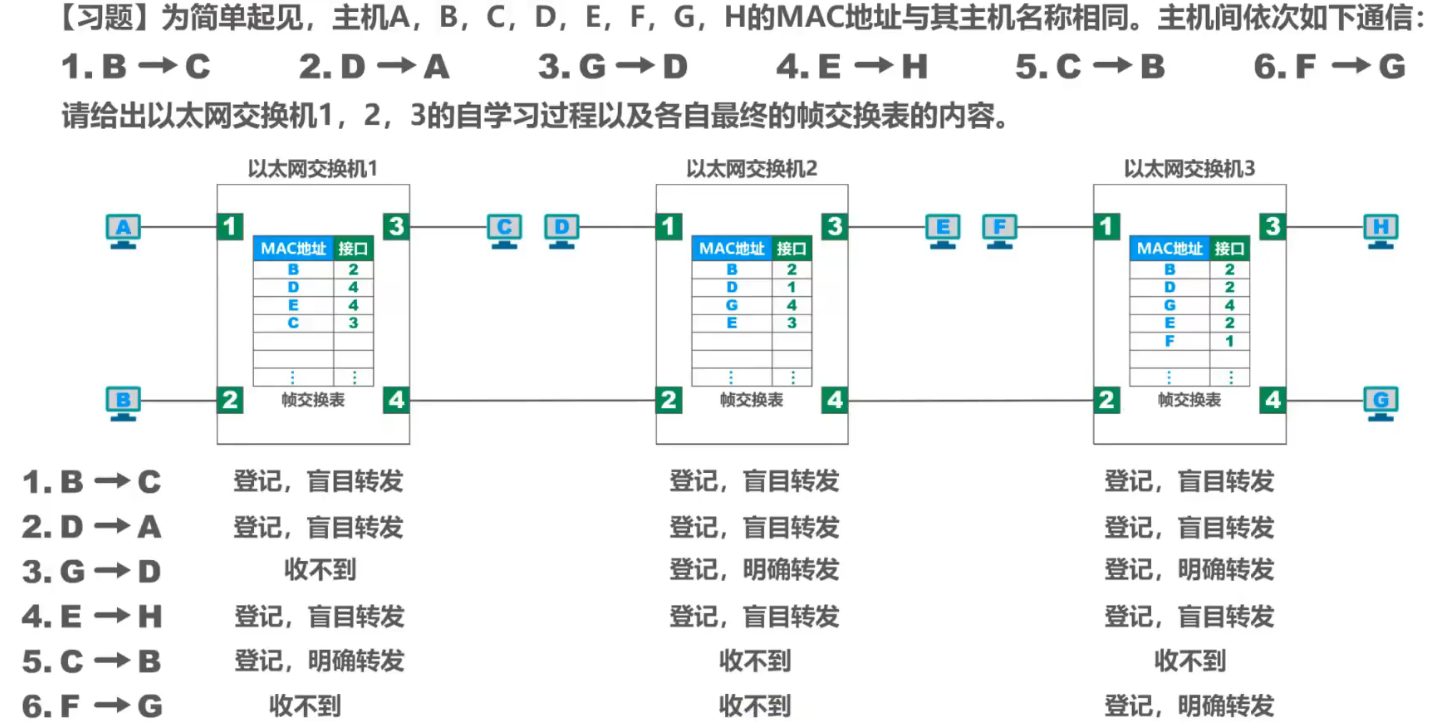 【习题】为简单起见，主机A，B，C，D，E，F，G，H的MAC地址与其主机名称相同。主机间依次如下通信：
1. B → C 2. D → A 3. G → D 4. E → H 5. C → B 6. F → G
请给出以太网交换机1，2，3的自学习过程以及各自最终的帧交换表的内容。
以太网交换机1 以太网交换机2 以太网交换机3
A 1 3 C D 1 3 E F 1 3 H
MAC地址 接口 MAC地址 接口 MAC地址 接口
B 2 B 2 B 2
D 4 D 1 D 2
E 4 G 4 G 4
C 3 E 3 E 2
F 1
⋮ ⋮ ⋮ ⋮ ⋮ ⋮
B 2 帧交换表 4 2 帧交换表 4 2 帧交换表 4 G
1. B → C 登记，盲目转发 登记，盲目转发 登记，盲目转发
2. D → A 登记，盲目转发 登记，盲目转发 登记，盲目转发
3. G → D 收不到 登记，明确转发 登记，明确转发
4. E → H 登记，盲目转发 登记，盲目转发 登记，盲目转发
5. C → B 登记，明确转发 收不到 收不到
6. F → G 收不到 收不到 登记，明确转发